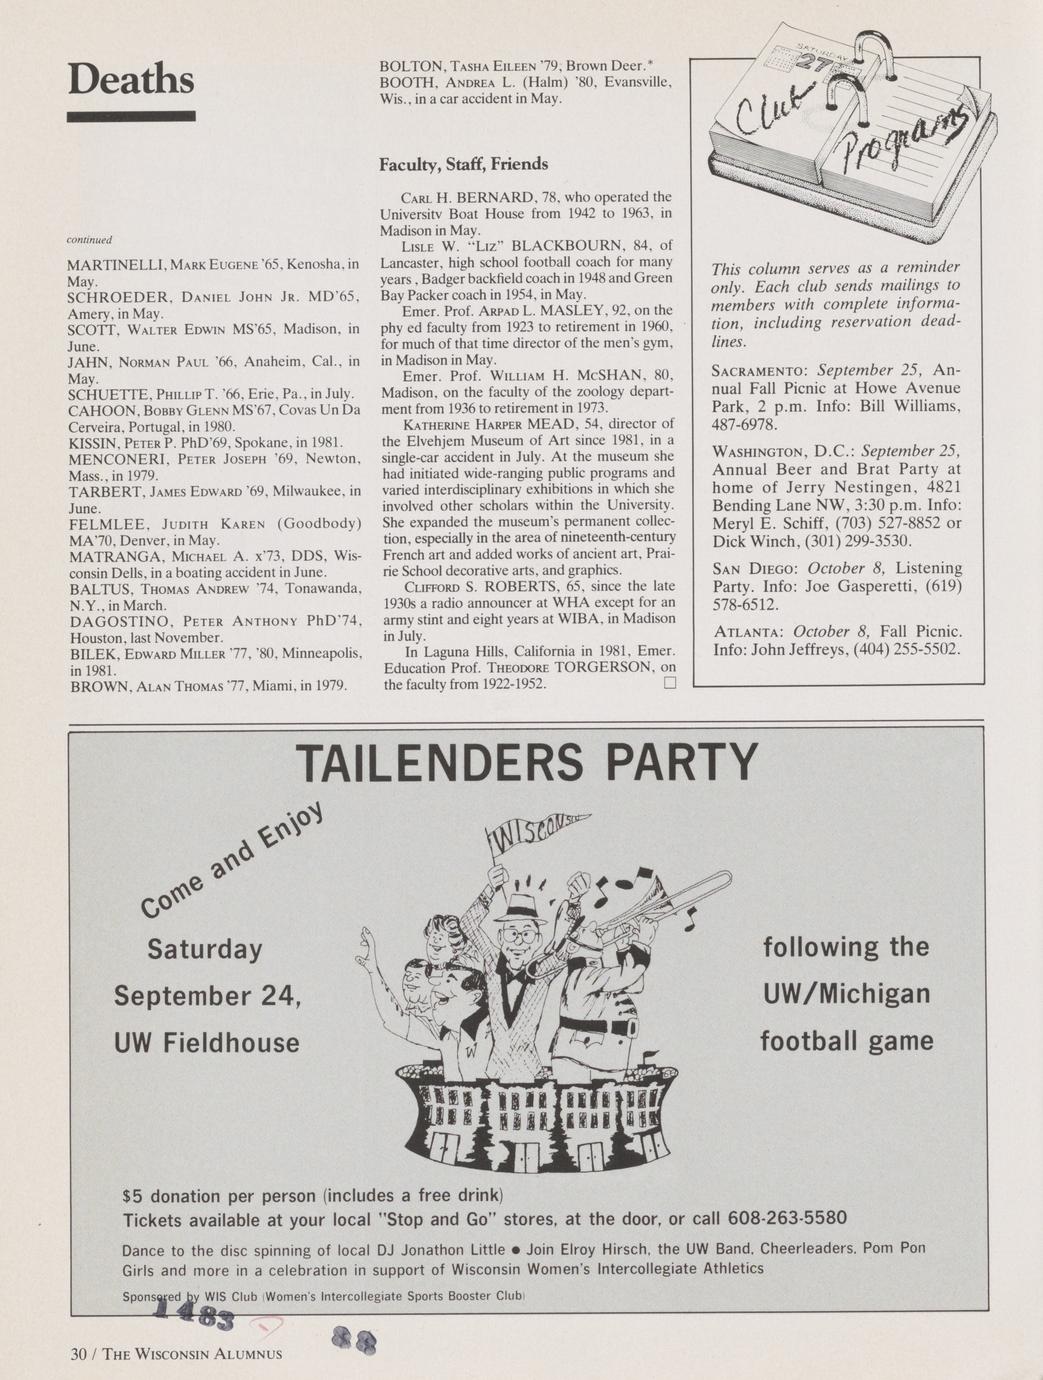 Deaths
continued
MARTINELLI, MARK EUGENE '65, Kenosha, in
May.
SCHROEDER, DANIEL JOHN JR. MD'65,
Amery, in May.
SCOTT, WALTER EDWIN MS'65, Madison, in
June.
JAHN, NORMAN PAUL '66, Anaheim, Cal., in
May.
SCHUETTE, PHILLIP T. '66, Erie, Pa., in July.
CAHOON, BOBBY GLENN MS'67, Covas Un Da
Cerveira, Portugal, in 1980.
KISSIN, PETER P. PhD'69, Spokane, in 1981.
MENCONERI, PETER JOSEPH '69, Newton,
Mass., in 1979.
TARBERT, JAMES EDWARD '69, Milwaukee, in
June.
FELMLEE, JUDITH KAREN (Goodbody)
MA'70, Denver, in May.
MATRANGA, MICHAEL A. x'73, DDS, Wis-
consin Dells, in a boating accident in June.
BALTUS, THOMAS ANDREW '74, Tonawanda,
N.Y., in March.
DAGOSTINO, PETER ANTHONY PhD'74,
Houston, last November.
BILEK, EDWARD MILLER '77, '80, Minneapolis,
in 1981.
BROWN, ALAN THOMAS '77, Miami, in 1979.
BOLTON, TASHA EILEEN '79, Brown Deer.*
BOOTH, ANDREA L. (Halm) '80, Evansville,
Wis., in a car accident in May.
Faculty, Staff, Friends
CARL H. BERNARD, 78, who operated the
University Boat House from 1942 to 1963, in
Madison in May.
LISLE W. "LIZ" BLACKBOURN, 84, of
Lancaster, high school football coach for many
years , Badger backfield coach in 1948 and Green
Bay Packer coach in 1954, in May.
Emer. Prof. ARPAD L. MASLEY, 92, on the
phy ed faculty from 1923 to retirement in 1960,
for much of that time director of the men's gym,
in Madison in May.
Emer. Prof. WILLIAM H. McSHAN, 80,
Madison, on the faculty of the zoology depart-
ment from 1936 to retirement in 1973.
KATHERINE HARPER MEAD, 54, director of
the Elvehjem Museum of Art since 1981, in a
single-car accident in July. At the museum she
had initiated wide-ranging public programs and
varied interdisciplinary exhibitions in which she
involved other scholars within the University.
She expanded the museum's permanent collec-
tion, especially in the area of nineteenth-century
French art and added works of ancient art, Prai-
rie School decorative arts, and graphics.
CLIFFORD S. ROBERTS, 65, since the late
1930s a radio announcer at WHA except for an
army stint and eight years at WIBA, in Madison
in July.
In Laguna Hills, California in 1981, Emer.
Education Prof. THEODORE TORGERSON, on
the faculty from 1922-1952. □
SATURDAY
27
Club
Programs
This column serves as a reminder
only. Each club sends mailings to
members with complete informa-
tion, including reservation dead-
lines.
SACRAMENTO: September 25, An-
nual Fall Picnic at Howe Avenue
Park, 2 p.m. Info: Bill Williams,
487-6978.
WASHINGTON, D.C.: September 25,
Annual Beer and Brat Party at
home of Jerry Nestingen, 4821
Bending Lane NW, 3:30 p.m. Info:
Meryl E. Schiff, (703) 527-8852 or
Dick Winch, (301) 299-3530.
SAN DIEGO: October 8, Listening
Party. Info: Joe Gasperetti, (619)
578-6512.
ATLANTA: October 8, Fall Picnic.
Info: John Jeffreys, (404) 255-5502.
TAILENDERS PARTY
Come and Enjoy
Saturday
September 24,
UW Fieldhouse
WISCONSIN
W
following the
UW/Michigan
football game
$5 donation per person (includes a free drink)
Tickets available at your local "Stop and Go" stores, at the door, or call 608-263-5580
Dance to the disc spinning of local DJ Jonathon Little ● Join Elroy Hirsch, the UW Band, Cheerleaders, Pom Pon
Girls and more in a celebration in support of Wisconsin Women's Intercollegiate Athletics
Sponsored by WIS Club (Women's Intercollegiate Sports Booster Club)
1483
88
30 / THE WISCONSIN ALUMNUS